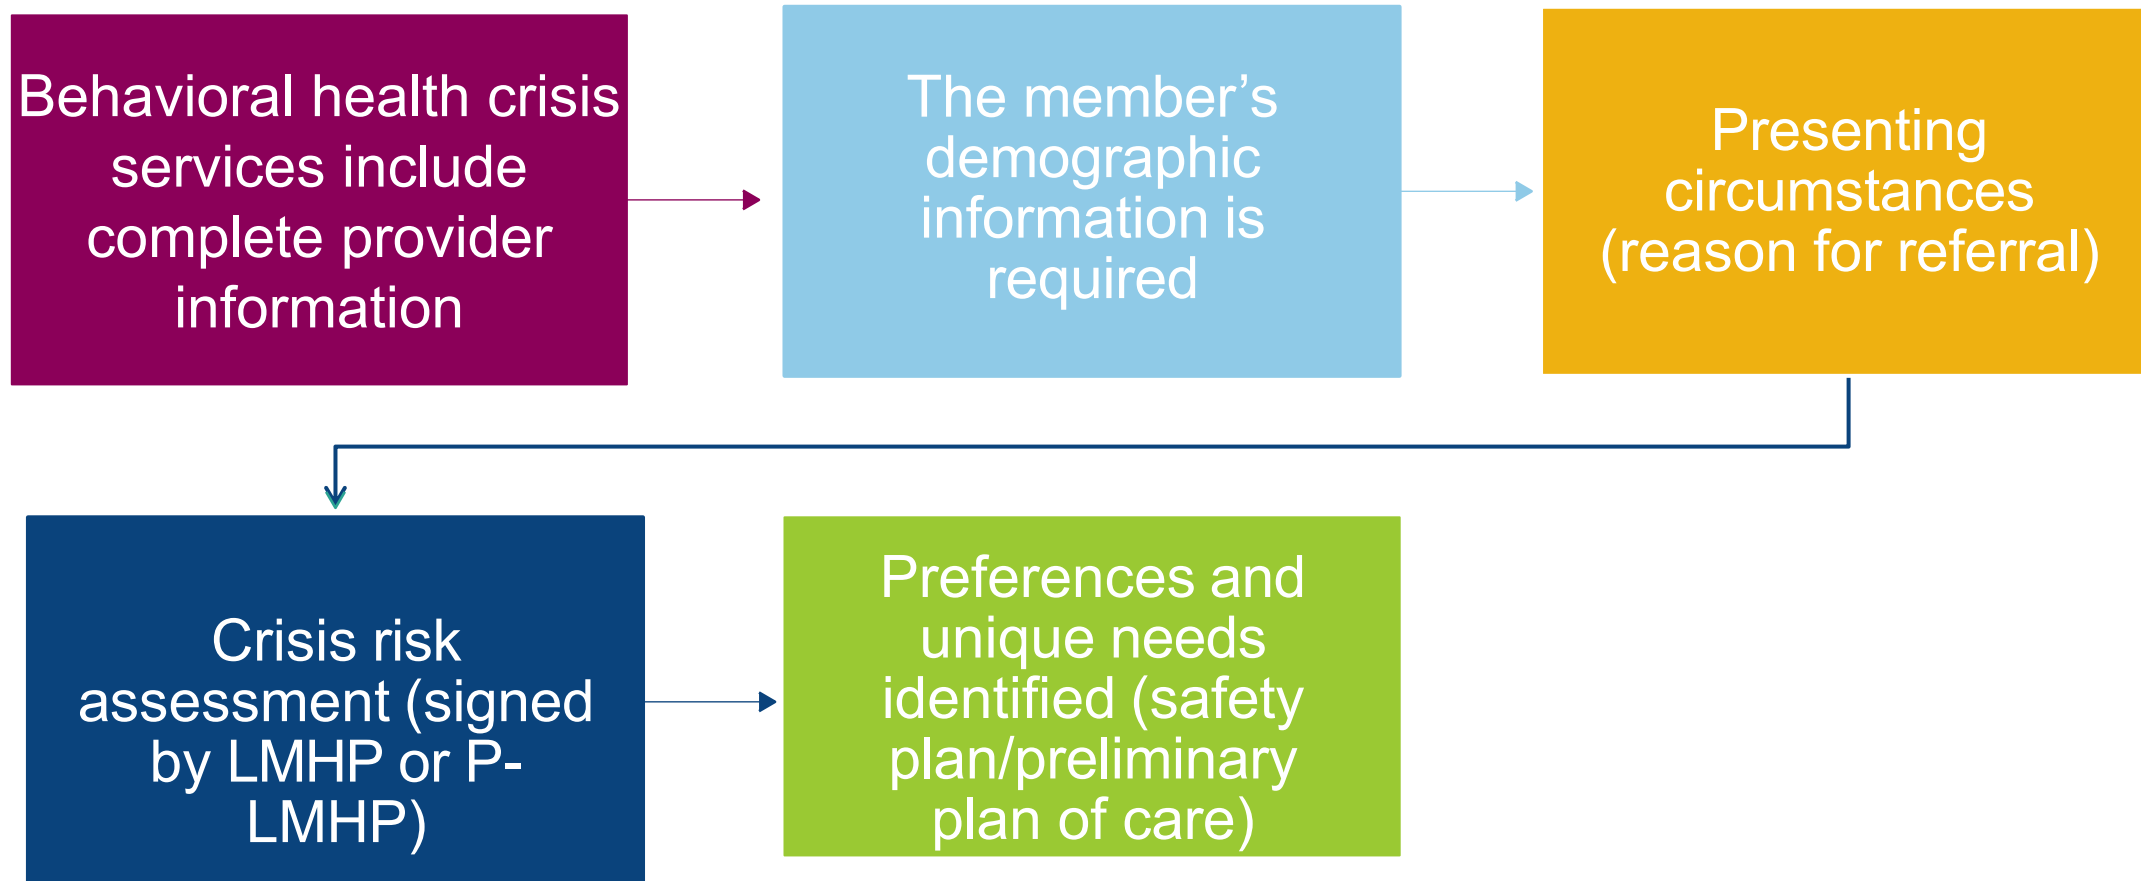 Behavioral health crisis
services include
complete provider
information
The member’s
demographic
information is
required
Presenting
circumstances
(reason for referral)
Crisis risk
assessment (signed
by LMHP or P-
LMHP)
Preferences and
unique needs
identified (safety
plan/preliminary
plan of care)